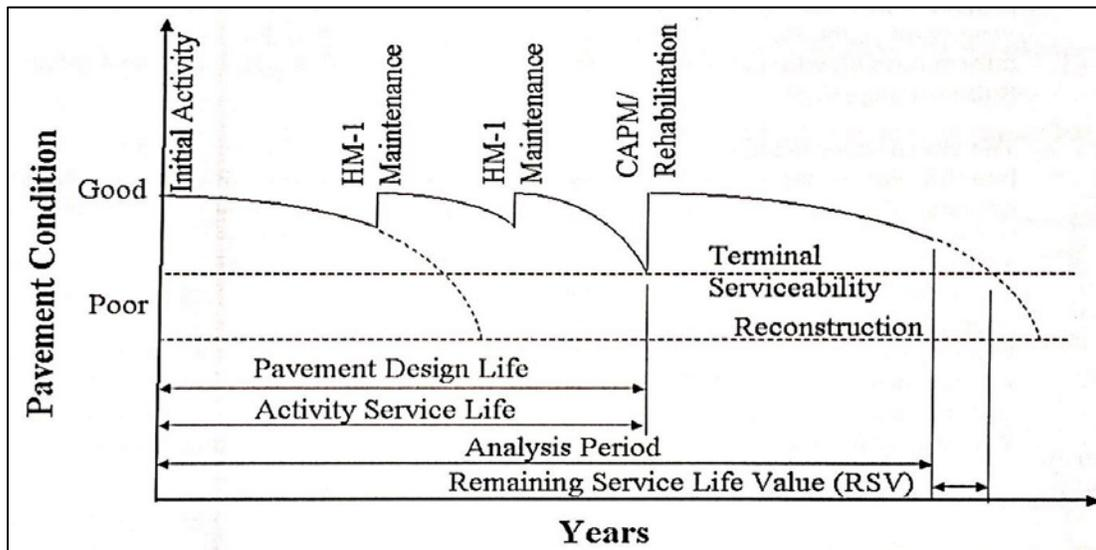 Initial Activity
HM-1
Maintenance
HM-1
Maintenance
CAPM/
Rehabilitation
Good
Poor
Pavement Condition
Terminal
Serviceability
Reconstruction
Pavement Design Life
Activity Service Life
Analysis Period
Remaining Service Life Value (RSV)
Years